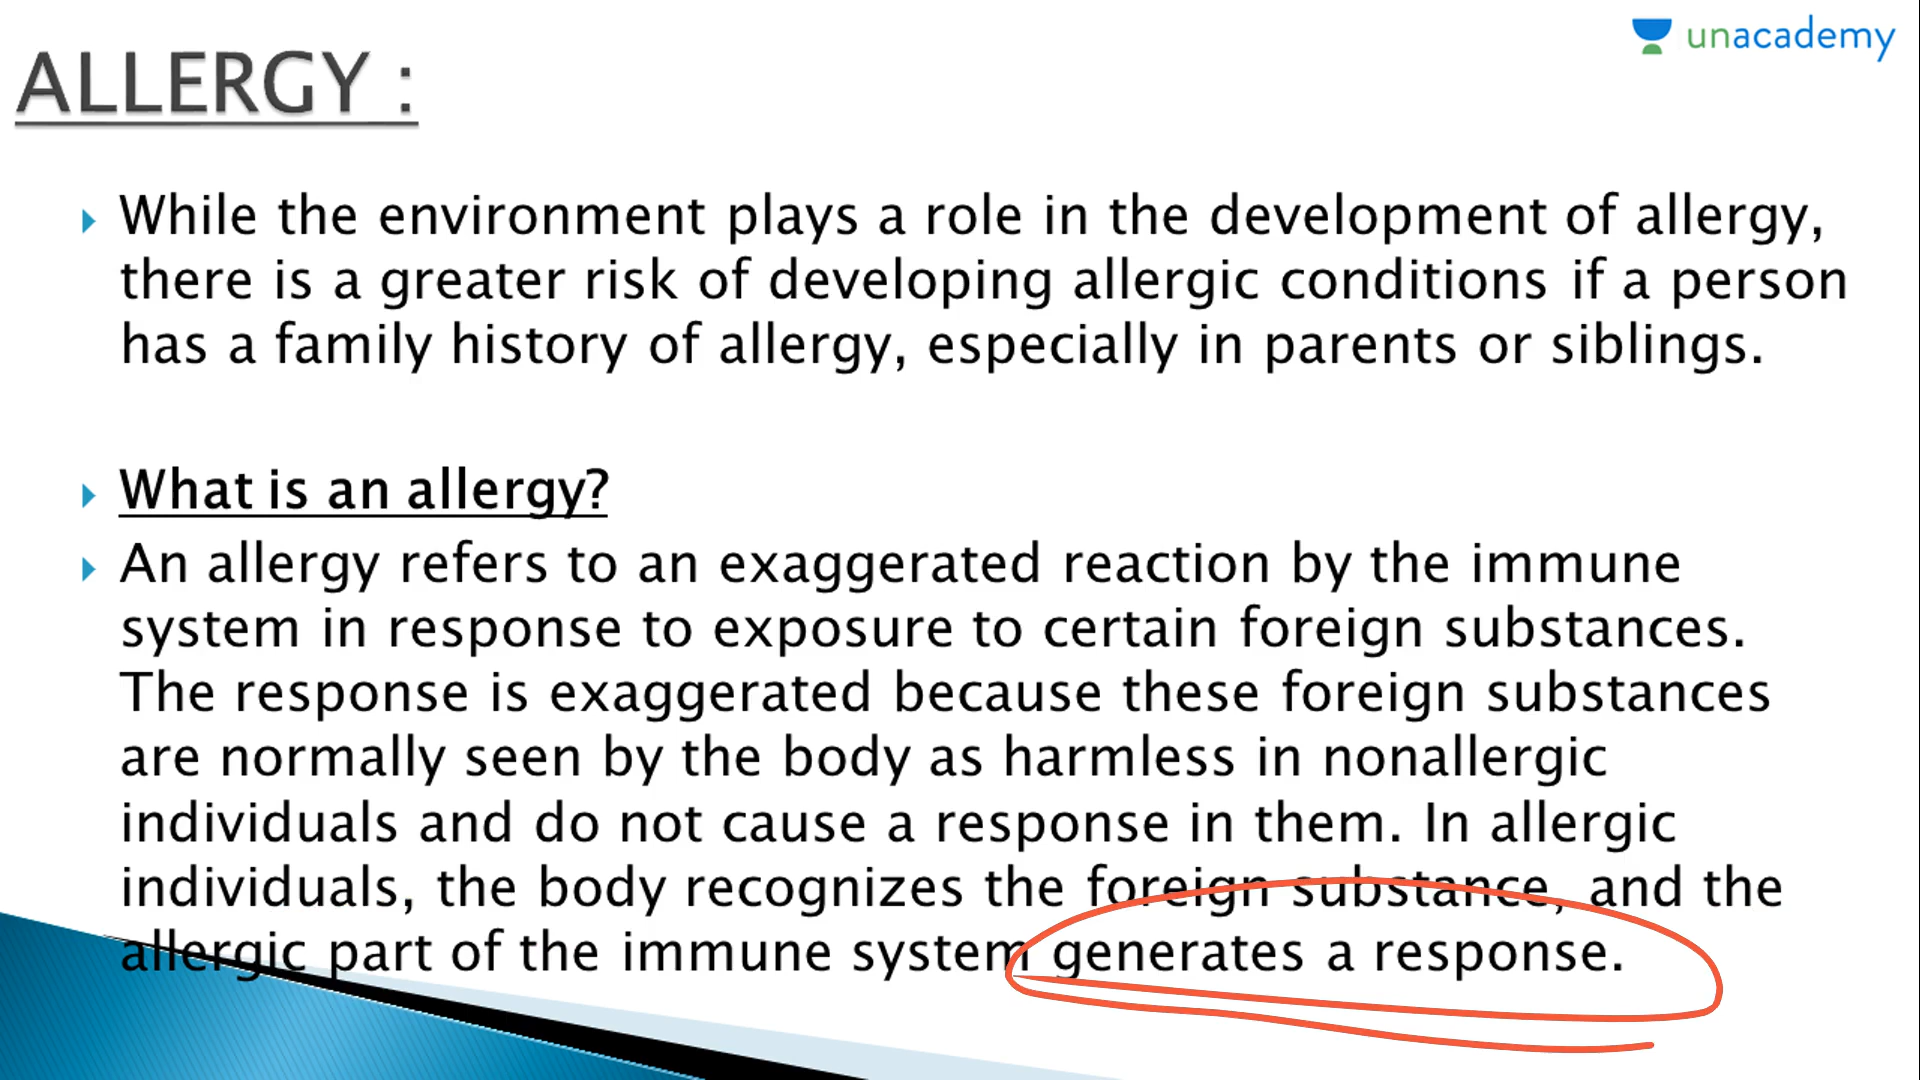 unacademy
ALLERGY :
While the environment plays a role in the development of allergy,
there is a greater risk of developing allergic conditions if a person
has a family history of allergy, especially in parents or siblings.
What is an allergy?
An allergy refers to an exaggerated reaction by the immune
system in response to exposure to certain foreign substances.
The response is exaggerated because these foreign substances
are normally seen by the body as harmless in nonallergic
individuals and do not cause a response in them. In allergic
individuals, the body recognizes the foreign substance, and the
allergic part of the immune system generates a response.